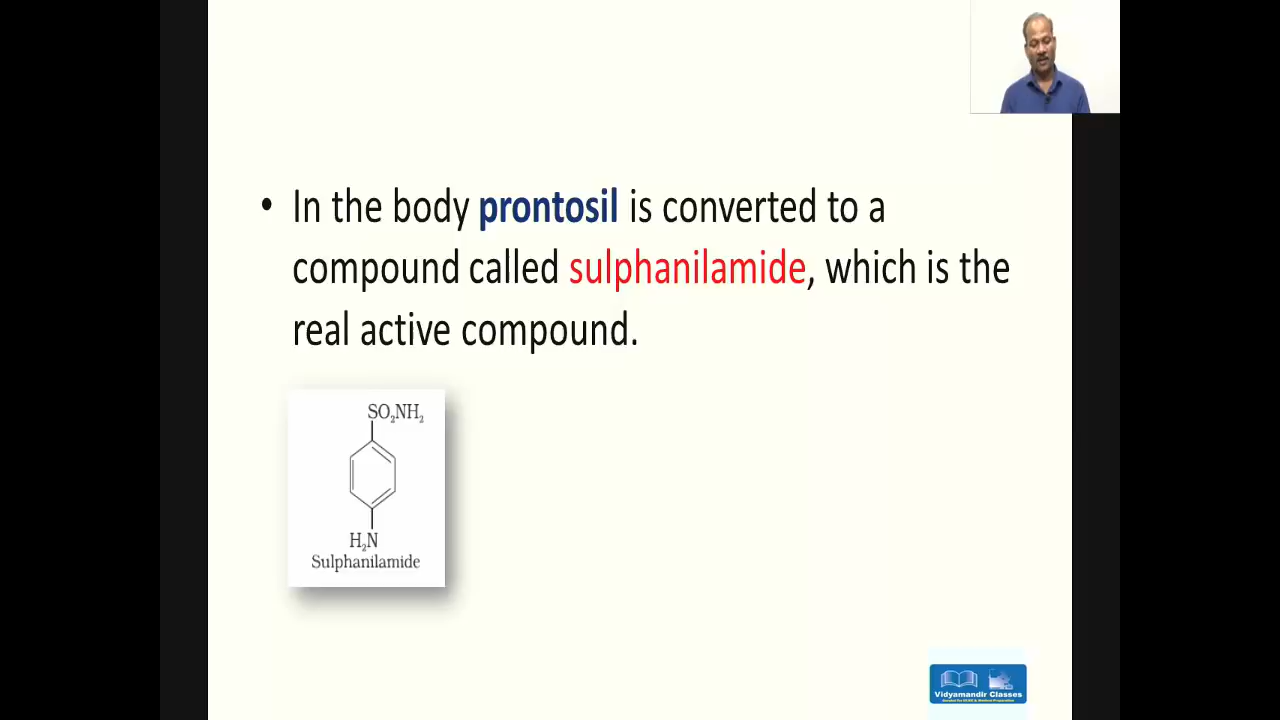 • In the body prontosil is converted to a
compound called sulphanilamide, which is the
real active compound.
SO₂NH₂
H₂N
Sulphanilamide
Vidyamandir Classes